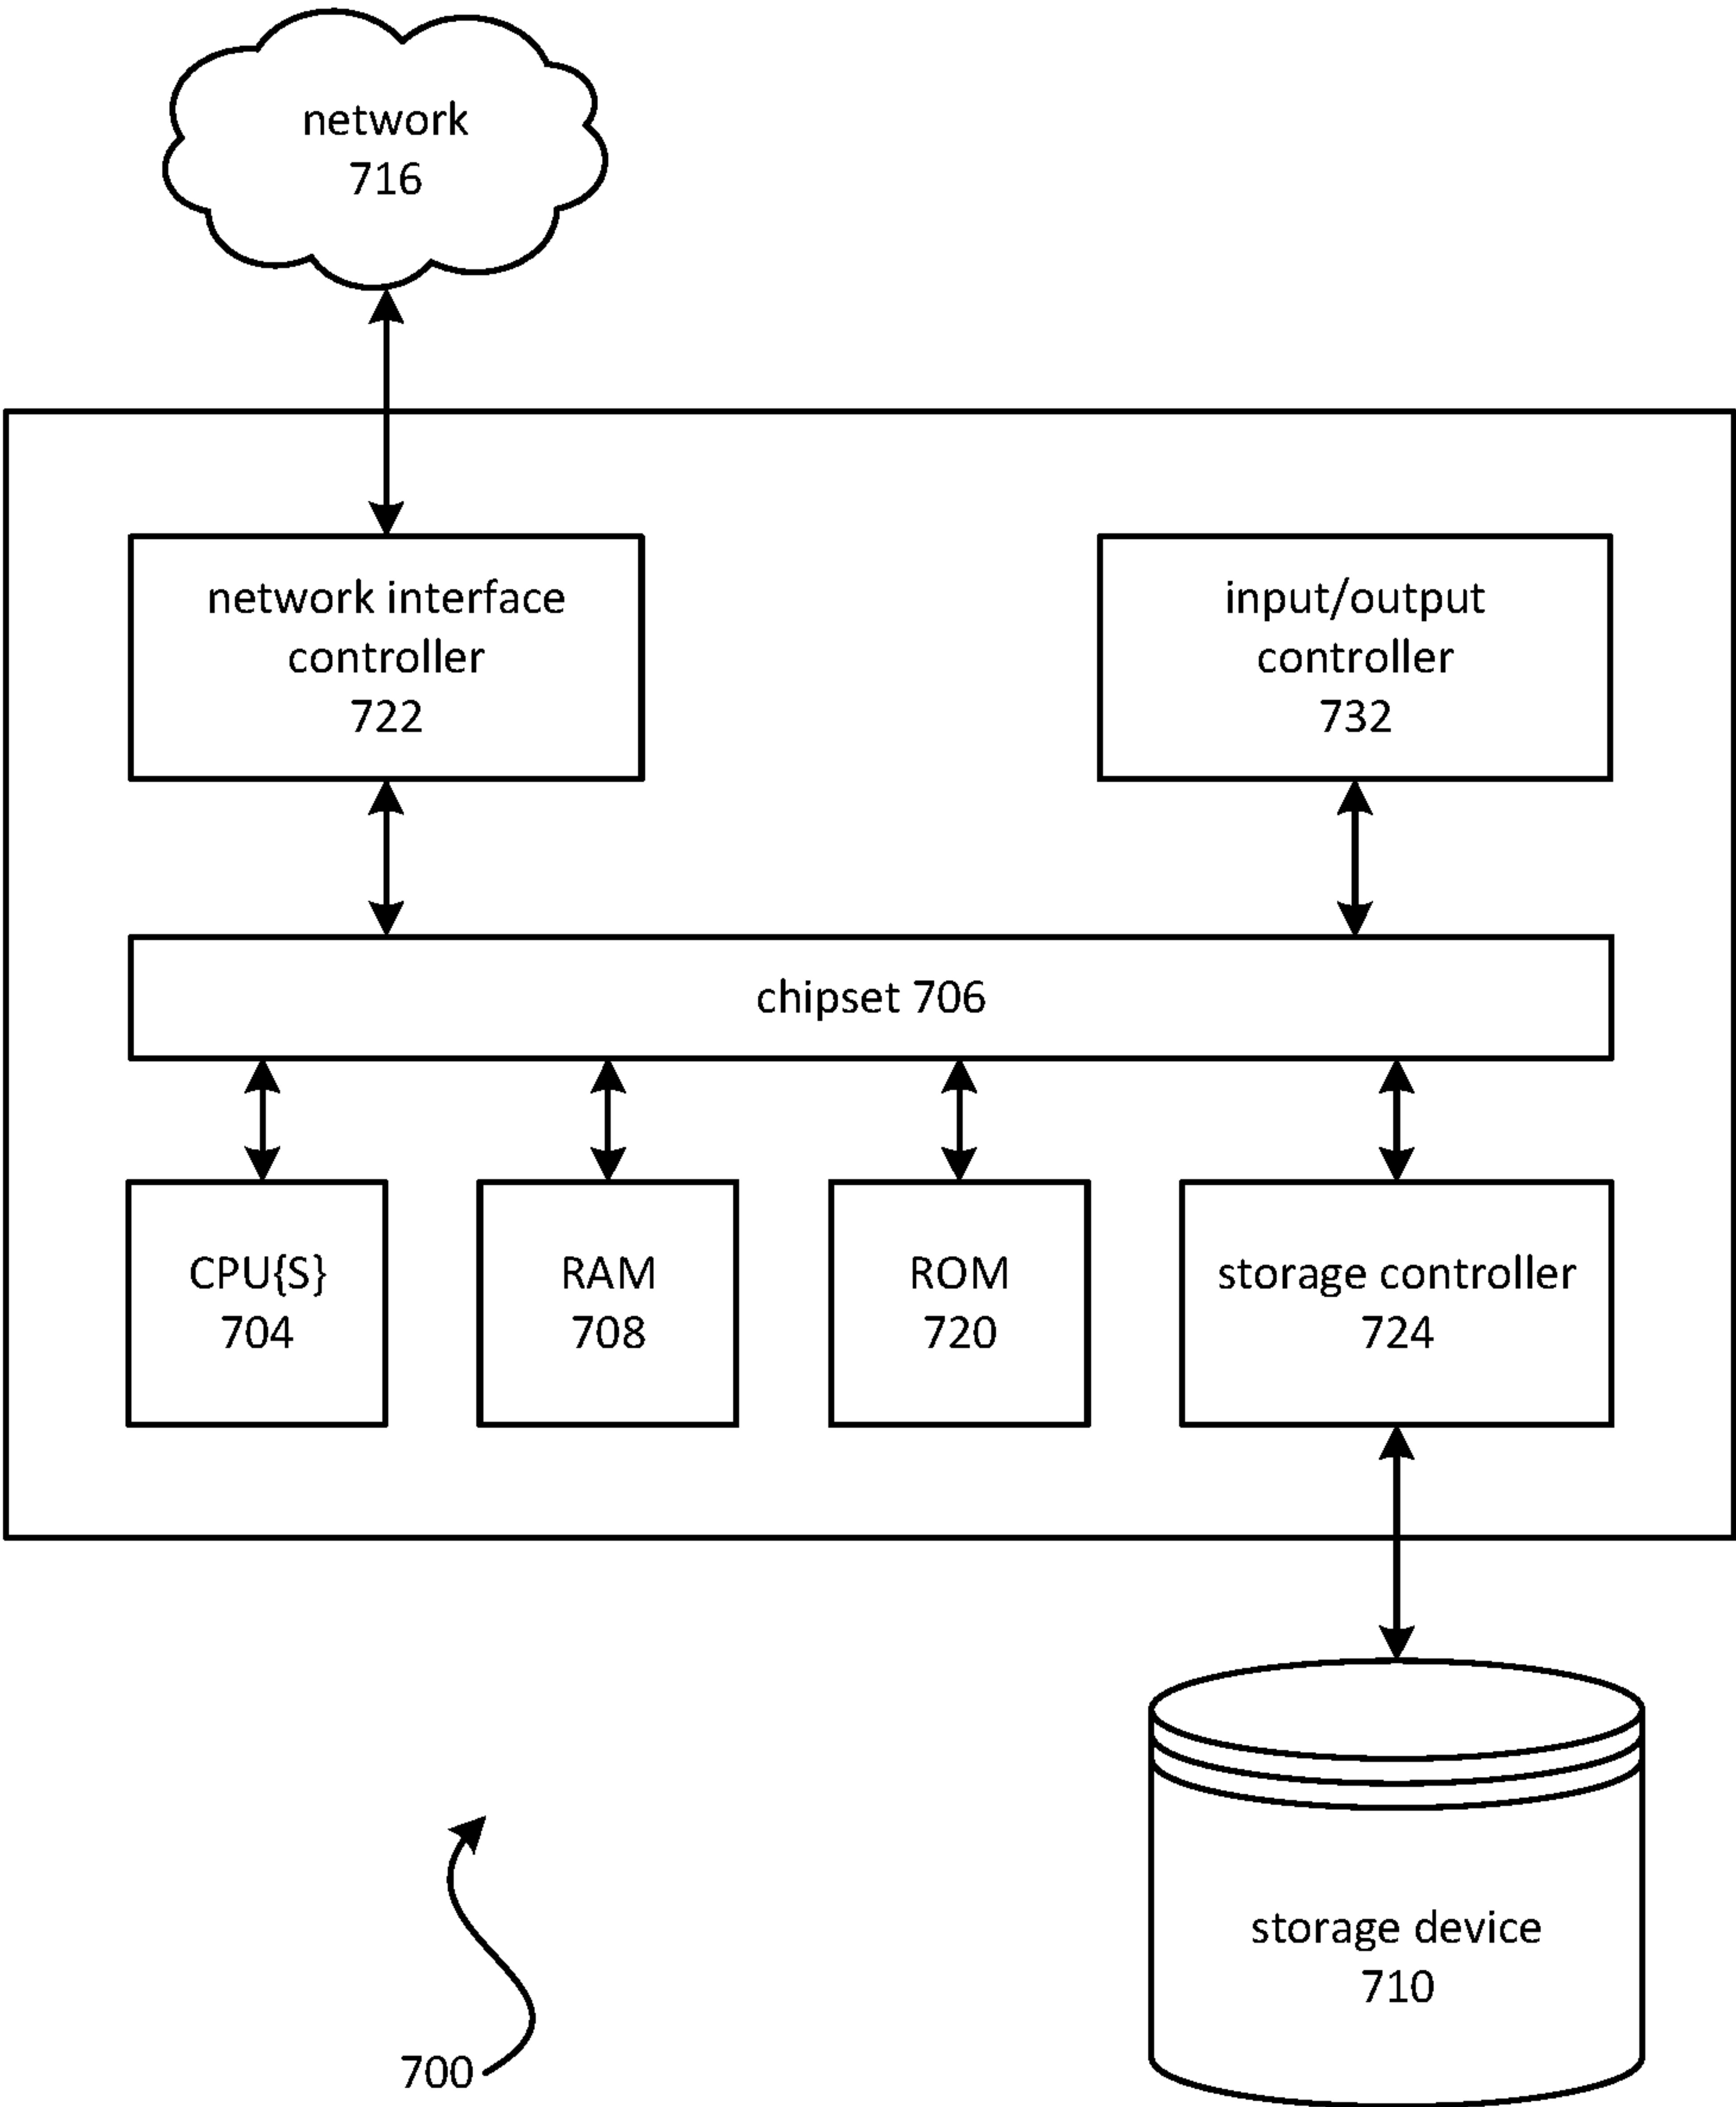 network
716
network interface
controller
722
input/output
controller
732
chipset 706
CPU{S}
704
RAM
708
ROM
720
storage controller
724
storage device
710
700